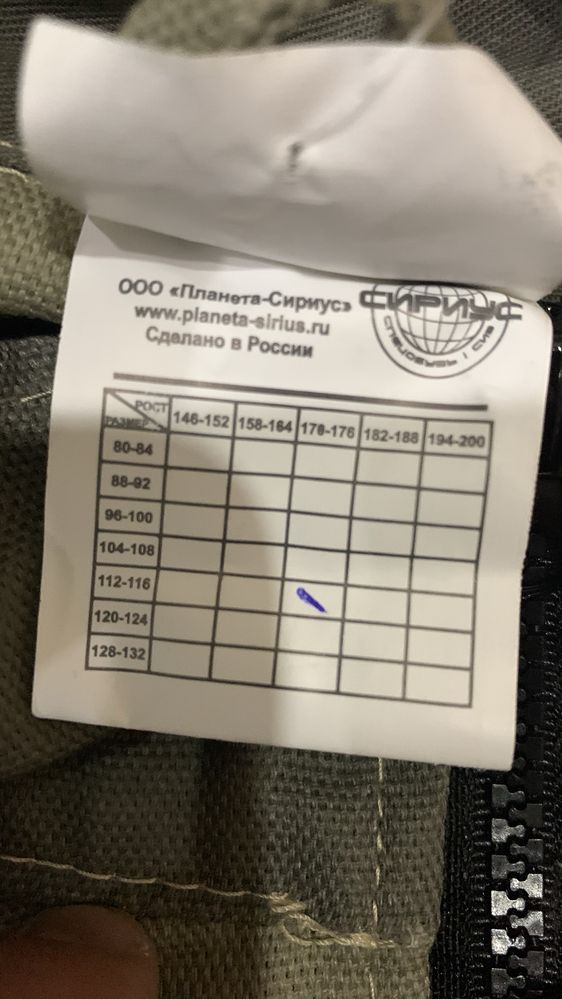 ООО «Планета-Сириус»
www.planeta-sirius.ru
Сделано в России
СИРИУС
СПЕЦОБУВЬ
РОСТ
РАЗМЕР
146-152 158-164 170-176 182-188 194-200
80-84
88-92
96-100
104-108
112-116
120-124
128-132